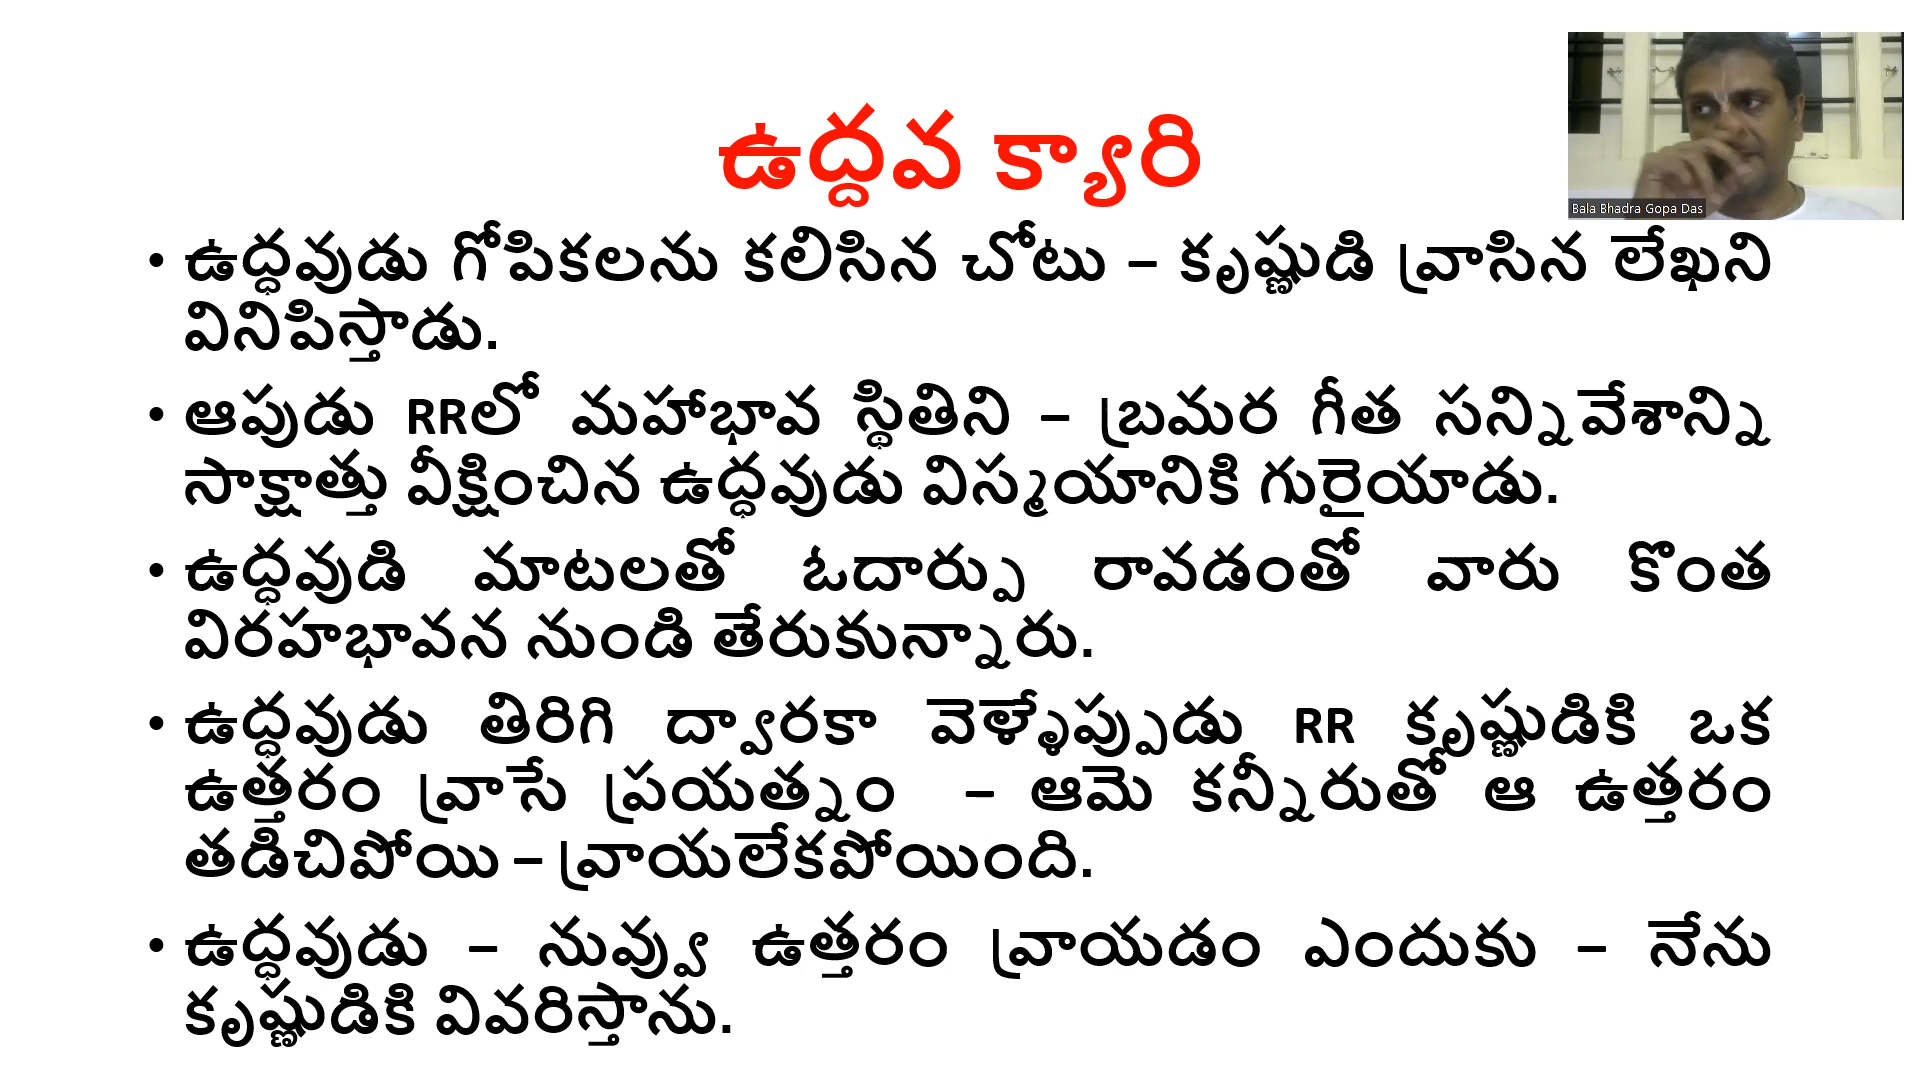 ఉద్దవ క్యారి
Bala Bhadra Gopa Das
• ఉద్ధవుడు గోపికలను కలిసిన చోటు – కృష్ణుడి వ్రాసిన లేఖని
వినిపిస్తాడు.
• ఆపుడు RRలో మహాభావ స్థితిని – బ్రమర గీత సన్నివేశాన్ని
సాక్షాత్తు వీక్షించిన ఉద్ధవుడు విస్మయానికి గురైయాడు.
• ఉద్ధవుడి మాటలతో ఓదార్పు రావడంతో వారు కొంత
విరహభావన నుండి తేరుకున్నారు.
• ఉద్ధవుడు తిరిగి ద్వారకా వెళ్ళేప్పుడు RR కృష్ణుడికి ఒక
ఉత్తరం వ్రాసే ప్రయత్నం – ఆమె కన్నీరుతో ఆ ఉత్తరం
తడిచిపోయి – వ్రాయలేకపోయింది.
• ఉద్ధవుడు – నువ్వు ఉత్తరం వ్రాయడం ఎందుకు – నేను
కృష్ణుడికి వివరిస్తాను.